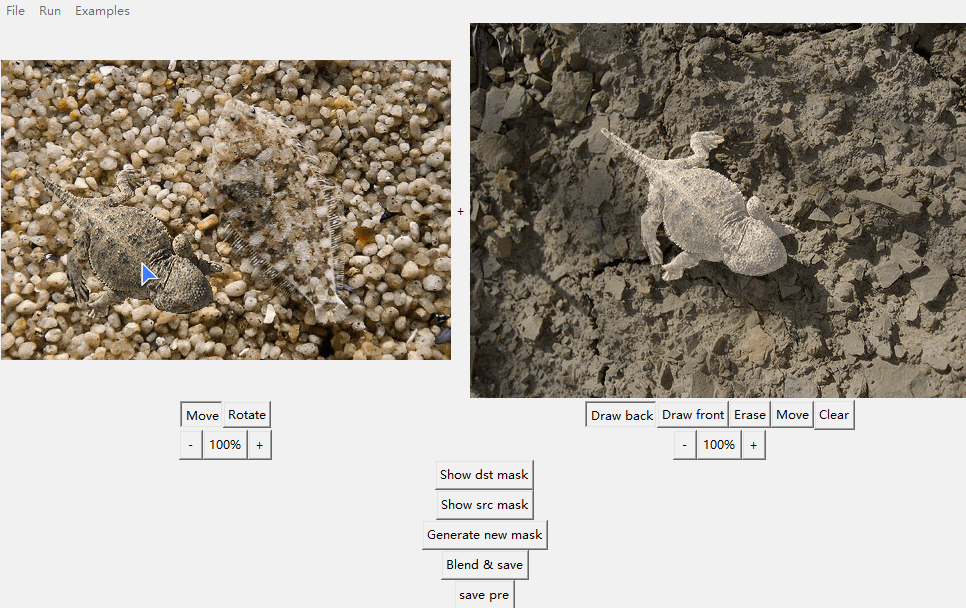 File Run Examples
+
Move Rotate
- 100% +
Draw back Draw front Erase Move Clear
- 100% +
Show dst mask
Show src mask
Generate new mask
Blend & save
save pre